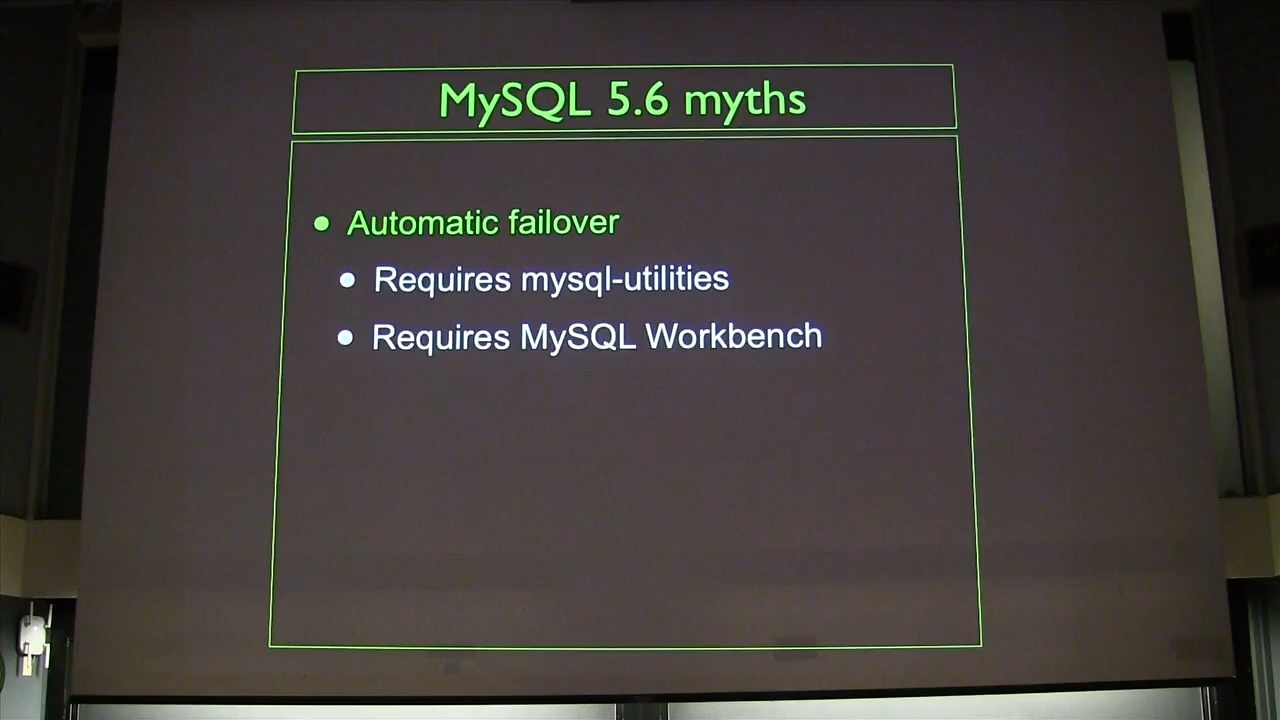 MySQL 5.6 myths
• Automatic failover
• Requires mysql-utilities
• Requires MySQL Workbench